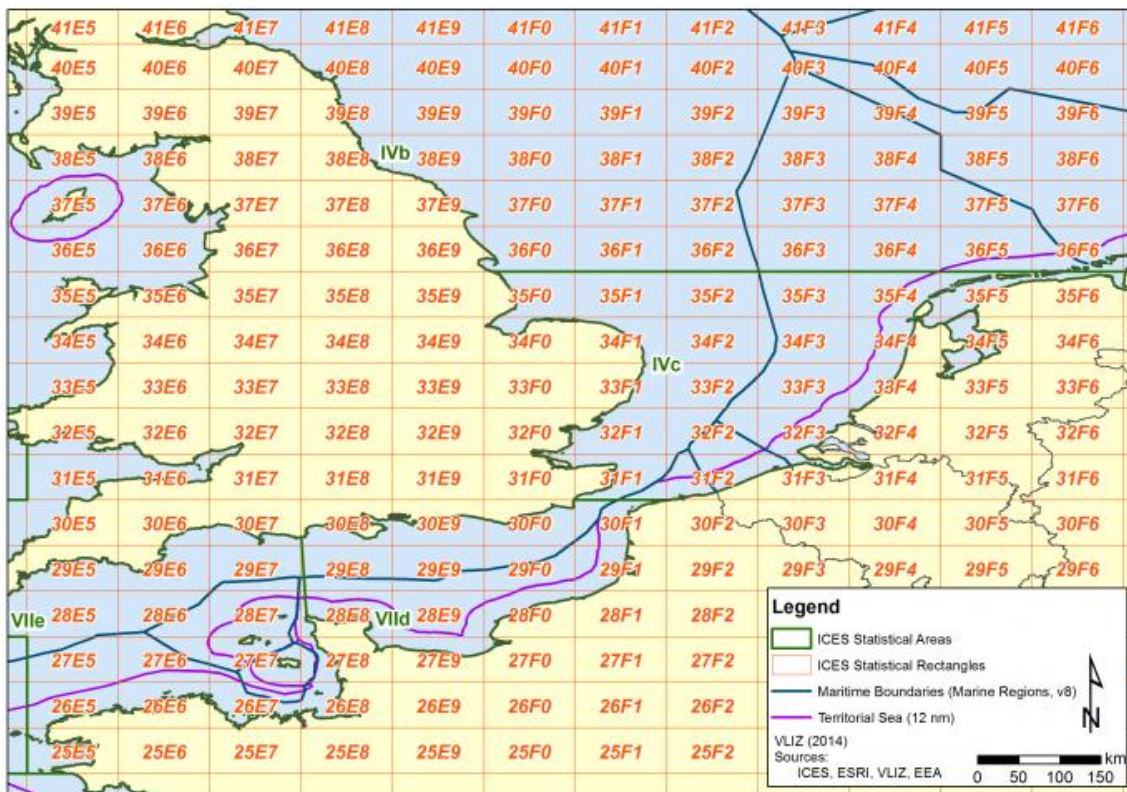 41E5 41E6 41E7 41E8 41E9 41F0 41F1 41F2 41F3 41F4 41F5 41F6
40E5 40E6 40E7 40E8 40E9 40F0 40F1 40F2 40F3 40F4 40F5 40F6
39E5 39E6 39E7 39E8 39E9 39F0 39F1 39F2 39F3 39F4 39F5 39F6
IVb
38E5 38E6 38E7 38E8 38E9 38F0 38F1 38F2 38F3 38F4 38F5 38F6
37E5 37E6 37E7 37E8 37E9 37F0 37F1 37F2 37F3 37F4 37F5 37F6
36E5 36E6 36E7 36E8 36E9 36F0 36F1 36F2 36F3 36F4 36F5 36F6
35E5 35E6 35E7 35E8 35E9 35F0 35F1 35F2 35F3 35F4 35F5 35F6
34E5 34E6 34E7 34E8 34E9 34F0 34F1 34F2 34F3 34F4 34F5 34F6
IVc
33E5 33E6 33E7 33E8 33E9 33F0 33F1 33F2 33F3 33F4 33F5 33F6
32E5 32E6 32E7 32E8 32E9 32F0 32F1 32F2 32F3 32F4 32F5 32F6
31E5 31E6 31E7 31E8 31E9 31F0 31F1 31F2 31F3 31F4 31F5 31F6
30E5 30E6 30E7 30E8 30E9 30F0 30F1 30F2 30F3 30F4 30F5 30F6
29E5 29E6 29E7 29E8 29E9 29F0 29F1 29F2 29F3 29F4 29F5 29F6
28E5 28E6 28E7 28E8 28E9 28F0 28F1 28F2
VIIe VIId
27E5 27E6 27E7 27E8 27E9 27F0 27F1 27F2
26E5 26E6 26E7 26E8 26E9 26F0 26F1 26F2
25E5 25E6 25E7 25E8 25E9 25F0 25F1 25F2
Legend
ICES Statistical Areas
ICES Statistical Rectangles
Maritime Boundaries (Marine Regions, v8)
Territorial Sea (12 nm)
N
VLIZ (2014)
Sources:
ICES, ESRI, VLIZ, EEA
km
0 50 100 150